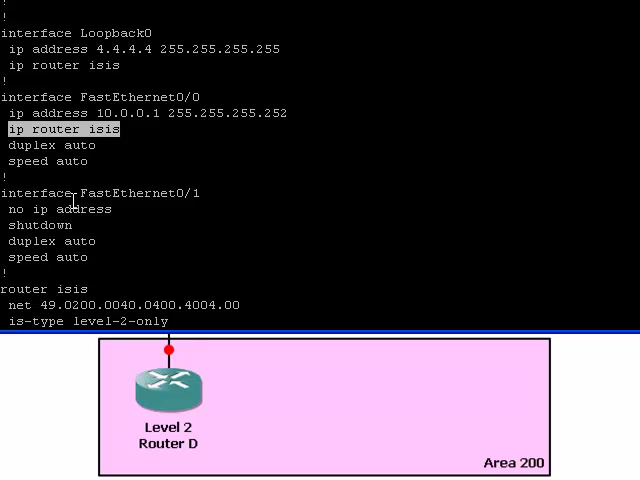 !
!
interface Loopback0
ip address 4.4.4.4 255.255.255.255
ip router isis
!
interface FastEthernet0/0
ip address 10.0.0.1 255.255.255.252
ip router isis
duplex auto
speed auto
!
interface FastEthernet0/1
no ip address
shutdown
duplex auto
speed auto
!
router isis
net 49.0200.0040.0400.4004.00
is-type level-2-only
Level 2
Router D
Area 200